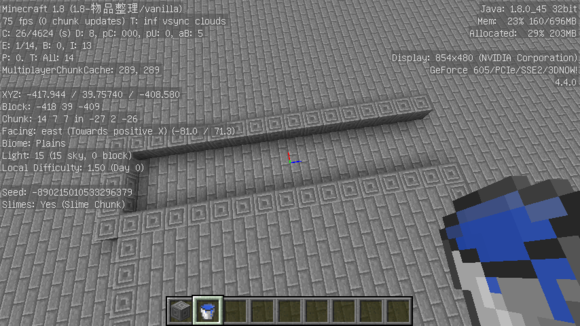 Minecraft 1.8 (1.8-物品整理/vanilla)
75 fps (0 chunk updates) T: inf vsync clouds
C: 26/4624 (s) D: 8, pC: 000, pU: 0, aB: 5
E: 1/14, B: 0, I: 13
P: 0. T: All: 14
MultiplayerChunkCache: 289, 289
XYZ: -417.944 / 39.75740 / -408.580
Block: -418 39 -409
Chunk: 14 7 7 in -27 2 -26
Facing: east (Towards positive X) (-81.0 / 71.3)
Biome: Plains
Light: 15 (15 sky, 0 block)
Local Difficulty: 1.50 (Day 0)
Seed: -890215010533296379
Slimes: Yes (Slime Chunk)
Java: 1.8.0_45 32bit
Mem: 23% 160/696MB
Allocated: 29% 203MB
Display: 854x480 (NVIDIA Corporation)
GeForce 605/PCIe/SSE2/3DNOW!
4.4.0